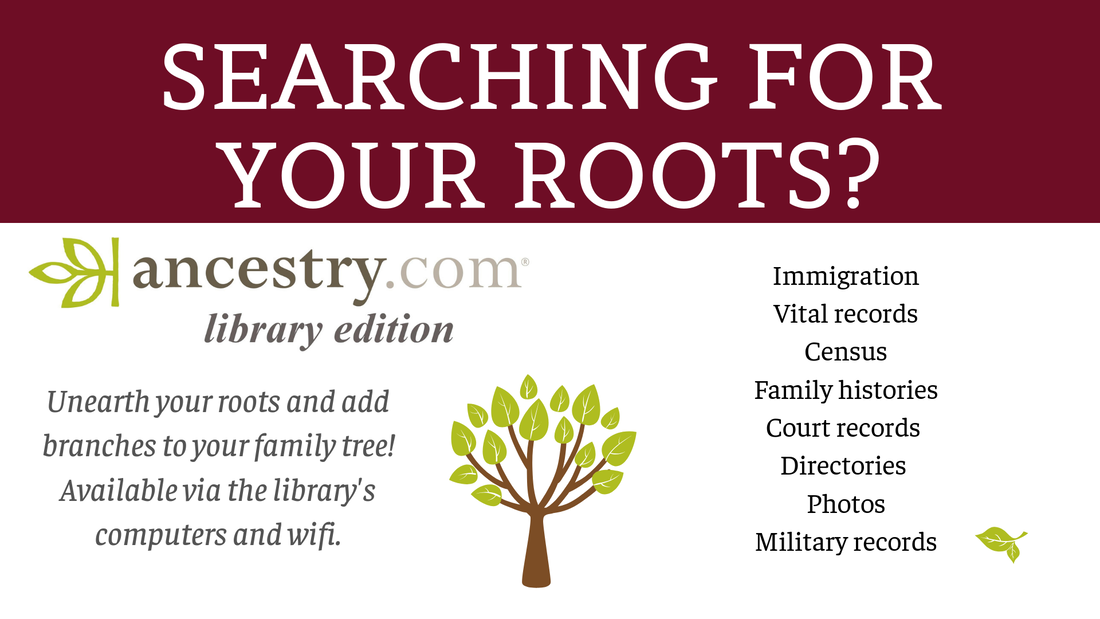 SEARCHING FOR
YOUR ROOTS?
ancestry.com®
library edition
Unearth your roots and add
branches to your family tree!
Available via the library's
computers and wifi.
Immigration
Vital records
Census
Family histories
Court records
Directories
Photos
Military records